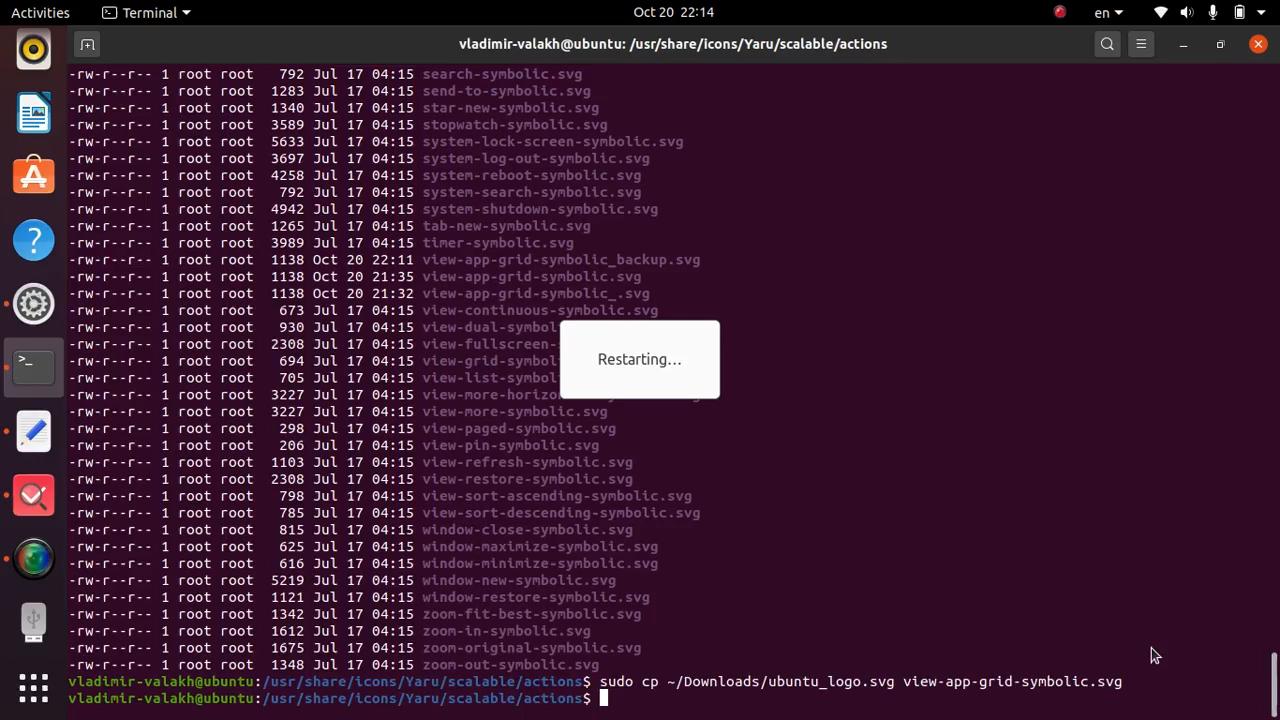 Activities Terminal Oct 20 22:14 en
vladimir-valakh@ubuntu: /usr/share/icons/Yaru/scalable/actions
-rw-r--r-- 1 root root 792 Jul 17 04:15 search-symbolic.svg
-rw-r--r-- 1 root root 1283 Jul 17 04:15 send-to-symbolic.svg
-rw-r--r-- 1 root root 1340 Jul 17 04:15 star-new-symbolic.svg
-rw-r--r-- 1 root root 3589 Jul 17 04:15 stopwatch-symbolic.svg
-rw-r--r-- 1 root root 5633 Jul 17 04:15 system-lock-screen-symbolic.svg
-rw-r--r-- 1 root root 3697 Jul 17 04:15 system-log-out-symbolic.svg
-rw-r--r-- 1 root root 4258 Jul 17 04:15 system-reboot-symbolic.svg
-rw-r--r-- 1 root root 792 Jul 17 04:15 system-search-symbolic.svg
-rw-r--r-- 1 root root 4942 Jul 17 04:15 system-shutdown-symbolic.svg
-rw-r--r-- 1 root root 1265 Jul 17 04:15 tab-new-symbolic.svg
-rw-r--r-- 1 root root 3989 Jul 17 04:15 timer-symbolic.svg
-rw-r--r-- 1 root root 1138 Oct 20 22:11 view-app-grid-symbolic_backup.svg
-rw-r--r-- 1 root root 1138 Oct 20 21:35 view-app-grid-symbolic.svg
-rw-r--r-- 1 root root 1138 Oct 20 21:32 view-app-grid-symbolic_.svg
-rw-r--r-- 1 root root 673 Jul 17 04:15 view-continuous-symbolic.svg
-rw-r--r-- 1 root root 930 Jul 17 04:15 view-dual-symbol
-rw-r--r-- 1 root root 2308 Jul 17 04:15 view-fullscreen-
-rw-r--r-- 1 root root 694 Jul 17 04:15 view-grid-symbol
Restarting...
-rw-r--r-- 1 root root 705 Jul 17 04:15 view-list-symbol
-rw-r--r-- 1 root root 3227 Jul 17 04:15 view-more-horizo
-rw-r--r-- 1 root root 3227 Jul 17 04:15 view-more-symbolic.svg
-rw-r--r-- 1 root root 298 Jul 17 04:15 view-paged-symbolic.svg
-rw-r--r-- 1 root root 206 Jul 17 04:15 view-pin-symbolic.svg
-rw-r--r-- 1 root root 1103 Jul 17 04:15 view-refresh-symbolic.svg
-rw-r--r-- 1 root root 2308 Jul 17 04:15 view-restore-symbolic.svg
-rw-r--r-- 1 root root 798 Jul 17 04:15 view-sort-ascending-symbolic.svg
-rw-r--r-- 1 root root 785 Jul 17 04:15 view-sort-descending-symbolic.svg
-rw-r--r-- 1 root root 815 Jul 17 04:15 window-close-symbolic.svg
-rw-r--r-- 1 root root 625 Jul 17 04:15 window-maximize-symbolic.svg
-rw-r--r-- 1 root root 616 Jul 17 04:15 window-minimize-symbolic.svg
-rw-r--r-- 1 root root 5219 Jul 17 04:15 window-new-symbolic.svg
-rw-r--r-- 1 root root 1121 Jul 17 04:15 window-restore-symbolic.svg
-rw-r--r-- 1 root root 1342 Jul 17 04:15 zoom-fit-best-symbolic.svg
-rw-r--r-- 1 root root 1612 Jul 17 04:15 zoom-in-symbolic.svg
-rw-r--r-- 1 root root 1675 Jul 17 04:15 zoom-original-symbolic.svg
-rw-r--r-- 1 root root 1348 Jul 17 04:15 zoom-out-symbolic.svg
vladimir-valakh@ubuntu:/usr/share/icons/Yaru/scalable/actions$ sudo cp ~/Downloads/ubuntu_logo.svg view-app-grid-symbolic.svg
vladimir-valakh@ubuntu:/usr/share/icons/Yaru/scalable/actions$